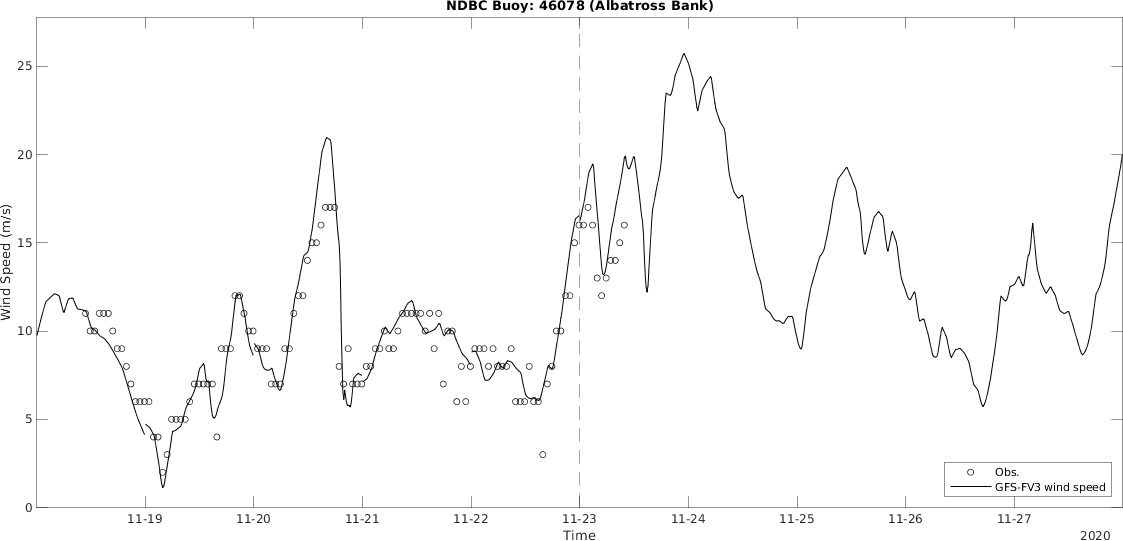 NDBC Buoy: 46078 (Albatross Bank)
Wind Speed (m/s)
25
20
15
10
5
0
11-19 11-20 11-21 11-22 11-23 11-24 11-25 11-26 11-27
Time
2020
Obs.
GFS-FV3 wind speed